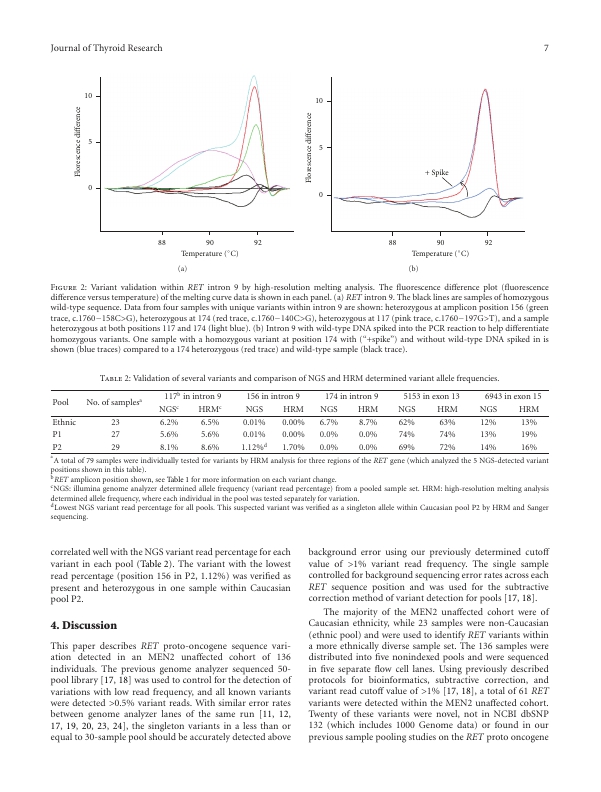 Journal of Thyroid Research
7
10
5
0
Florescence difference
88
90
92
Temperature (°C)
(a)
10
5
0
Florescence difference
+ Spike
88
90
92
Temperature (°C)
(b)
Figure 2: Variant validation within RET intron 9 by high-resolution melting analysis. The fluorescence difference plot (fluorescence
difference versus temperature) of the melting curve data is shown in each panel. (a) RET intron 9. The black lines are samples of homozygous
wild-type sequence. Data from four samples with unique variants within intron 9 are shown: heterozygous at amplicon position 156 (green
trace, c.1760−158C>G), heterozygous at 174 (red trace, c.1760−140C>G), heterozygous at 117 (pink trace, c.1760−197G>T), and a sample
heterozygous at both positions 117 and 174 (light blue). (b) Intron 9 with wild-type DNA spiked into the PCR reaction to help differentiate
homozygous variants. One sample with a homozygous variant at position 174 with (“+spike”) and without wild-type DNA spiked in is
shown (blue traces) compared to a 174 heterozygous (red trace) and wild-type sample (black trace).
Table 2: Validation of several variants and comparison of NGS and HRM determined variant allele frequencies.
Pool No. of samples^a 117^b in intron 9 156 in intron 9 174 in intron 9 5153 in exon 13 6943 in exon 15
NGS^c HRM^c NGS HRM NGS HRM NGS HRM NGS HRM
Ethnic 23 6.2% 6.5% 0.01% 0.00% 6.7% 8.7% 62% 63% 12% 13%
P1 27 5.6% 5.6% 0.01% 0.00% 0.0% 0.0% 74% 74% 13% 19%
P2 29 8.1% 8.6% 1.12%^d 1.70% 0.0% 0.0% 69% 72% 14% 16%
^a A total of 79 samples were individually tested for variants by HRM analysis for three regions of the RET gene (which analyzed the 5 NGS-detected variant
positions shown in this table).
^b RET amplicon position shown, see Table 1 for more information on each variant change.
^c NGS: illumina genome analyzer determined allele frequency (variant read percentage) from a pooled sample set. HRM: high-resolution melting analysis
determined allele frequency, where each individual in the pool was tested separately for variation.
^d Lowest NGS variant read percentage for all pools. This suspected variant was verified as a singleton allele within Caucasian pool P2 by HRM and Sanger
sequencing.
correlated well with the NGS variant read percentage for each
variant in each pool (Table 2). The variant with the lowest
read percentage (position 156 in P2, 1.12%) was verified as
present and heterozygous in one sample within Caucasian
pool P2.
4. Discussion
This paper describes RET proto-oncogene sequence vari-
ation detected in an MEN2 unaffected cohort of 136
individuals. The previous genome analyzer sequenced 50-
pool library [17, 18] was used to control for the detection of
variations with low read frequency, and all known variants
were detected >0.5% variant reads. With similar error rates
between genome analyzer lanes of the same run [11, 12,
17, 19, 20, 23, 24], the singleton variants in a less than or
equal to 30-sample pool should be accurately detected above
background error using our previously determined cutoff
value of >1% variant read frequency. The single sample
controlled for background sequencing error rates across each
RET sequence position and was used for the subtractive
correction method of variant detection for pools [17, 18].
The majority of the MEN2 unaffected cohort were of
Caucasian ethnicity, while 23 samples were non-Caucasian
(ethnic pool) and were used to identify RET variants within
a more ethnically diverse sample set. The 136 samples were
distributed into five nonindexed pools and were sequenced
in five separate flow cell lanes. Using previously described
protocols for bioinformatics, subtractive correction, and
variant read cutoff value of >1% [17, 18], a total of 61 RET
variants were detected within the MEN2 unaffected cohort.
Twenty of these variants were novel, not in NCBI dbSNP
132 (which includes 1000 Genome data) or found in our
previous sample pooling studies on the RET proto oncogene